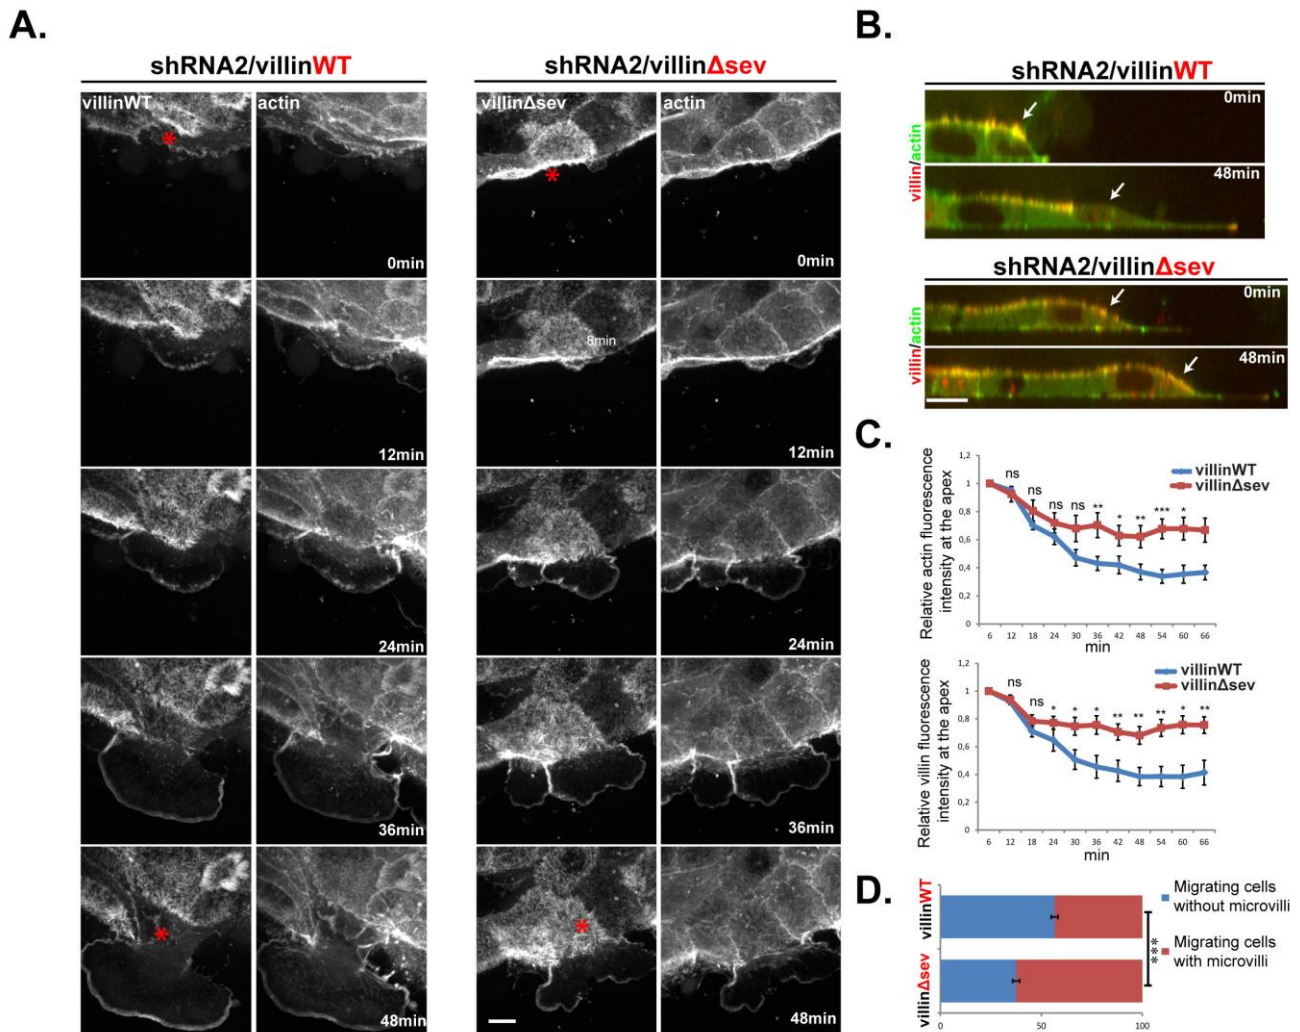 A.
shRNA2/villinWT
shRNA2/villinΔsev
villinWT
actin
villinΔsev
actin
*
*
0min
0min
8min
12min
12min
24min
24min
36min
36min
*
*
48min
48min
B.
shRNA2/villinWT
villin/actin
0min
48min
shRNA2/villinΔsev
villin/actin
0min
48min
C.
Relative actin fluorescence
intensity at the apex
1,2
1
0,8
0,6
0,4
0,2
0
villinWT
villinΔsev
ns
ns
ns
ns
**
*
**
***
*
6 12 18 24 30 36 42 48 54 60 66
min
Relative villin fluorescence
intensity at the apex
1,2
1
0,8
0,6
0,4
0,2
0
villinWT
villinΔsev
ns
ns
*
*
*
**
**
**
*
**
6 12 18 24 30 36 42 48 54 60 66
min
D.
villinWT
villinΔsev
0 50 100
***
Migrating cells
without microvilli
Migrating cells
with microvilli